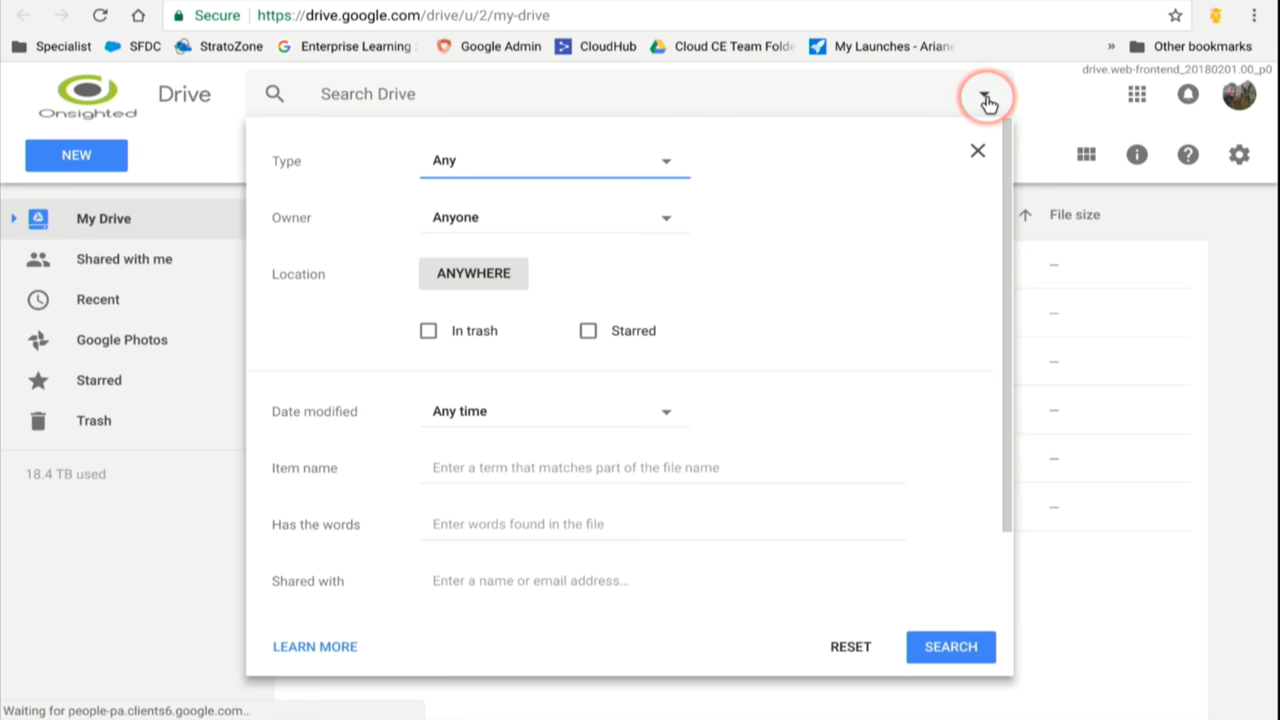 Secure https://drive.google.com/drive/u/2/my-drive
Specialist SFDC StratoZone Enterprise Learning Google Admin CloudHub Cloud CE Team Folde My Launches - Ariane » Other bookmarks
drive.web-frontend_20180201.00_p0
Onsighted
Drive
Search Drive
NEW
My Drive
Shared with me
Recent
Google Photos
Starred
Trash
18.4 TB used
Type Any
Owner Anyone
Location ANYWHERE
In trash Starred
Date modified Any time
Item name Enter a term that matches part of the file name
Has the words Enter words found in the file
Shared with Enter a name or email address...
LEARN MORE RESET SEARCH
File size
–
–
–
–
–
–
Waiting for people-pa.clients6.google.com...